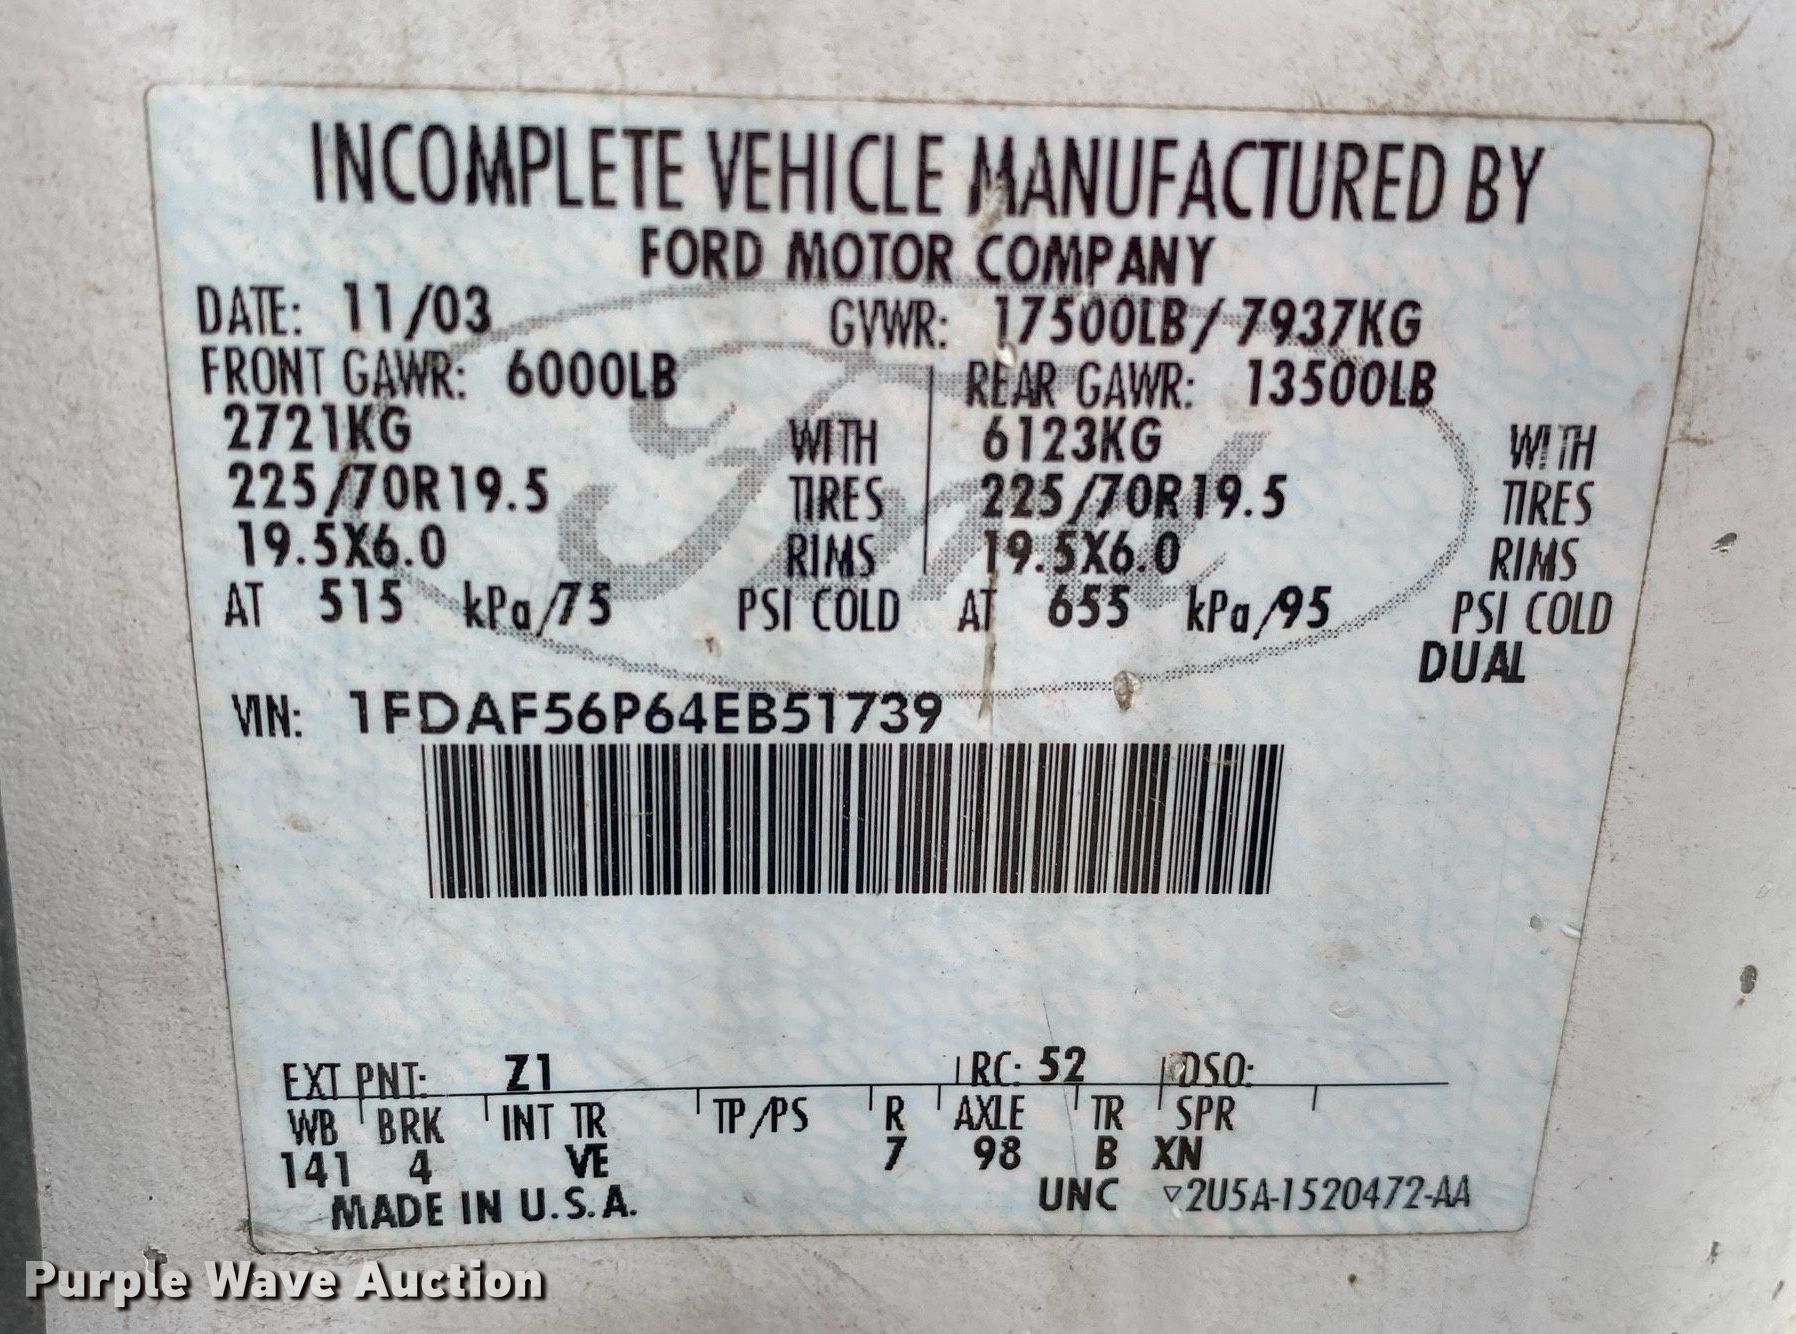 INCOMPLETE VEHICLE MANUFACTURED BY
FORD MOTOR COMPANY
DATE: 11/03 GVWR: 17500LB/7937KG
FRONT GAWR: 6000LB REAR GAWR: 13500LB
2721KG WITH 6123KG WITH
225/70R19.5 TIRES 225/70R19.5 TIRES
19.5X6.0 RIMS 19.5X6.0 RIMS
AT 515 kPa/75 PSI COLD AT 655 kPa/95 PSI COLD
DUAL
VIN: 1FDAF56P64EB51739
EXT PNT: Z1 RC: 52 DSO:
WB BRK INT TR TP/PS R AXLE TR SPR
141 4 VE 7 98 B XN
MADE IN U.S.A. UNC ▽2U5A-1520472-AA
Ford
Purple Wave Auction